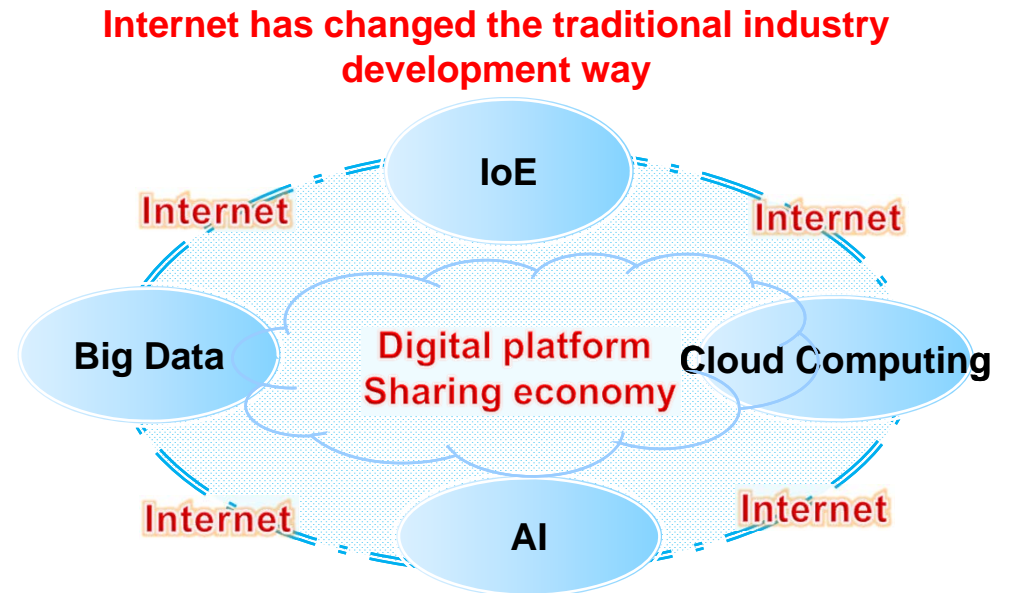 Internet has changed the traditional industry
development way
IoE
Internet
Internet
Big Data
Digital platform
Sharing economy
Cloud Computing
Internet
Internet
AI